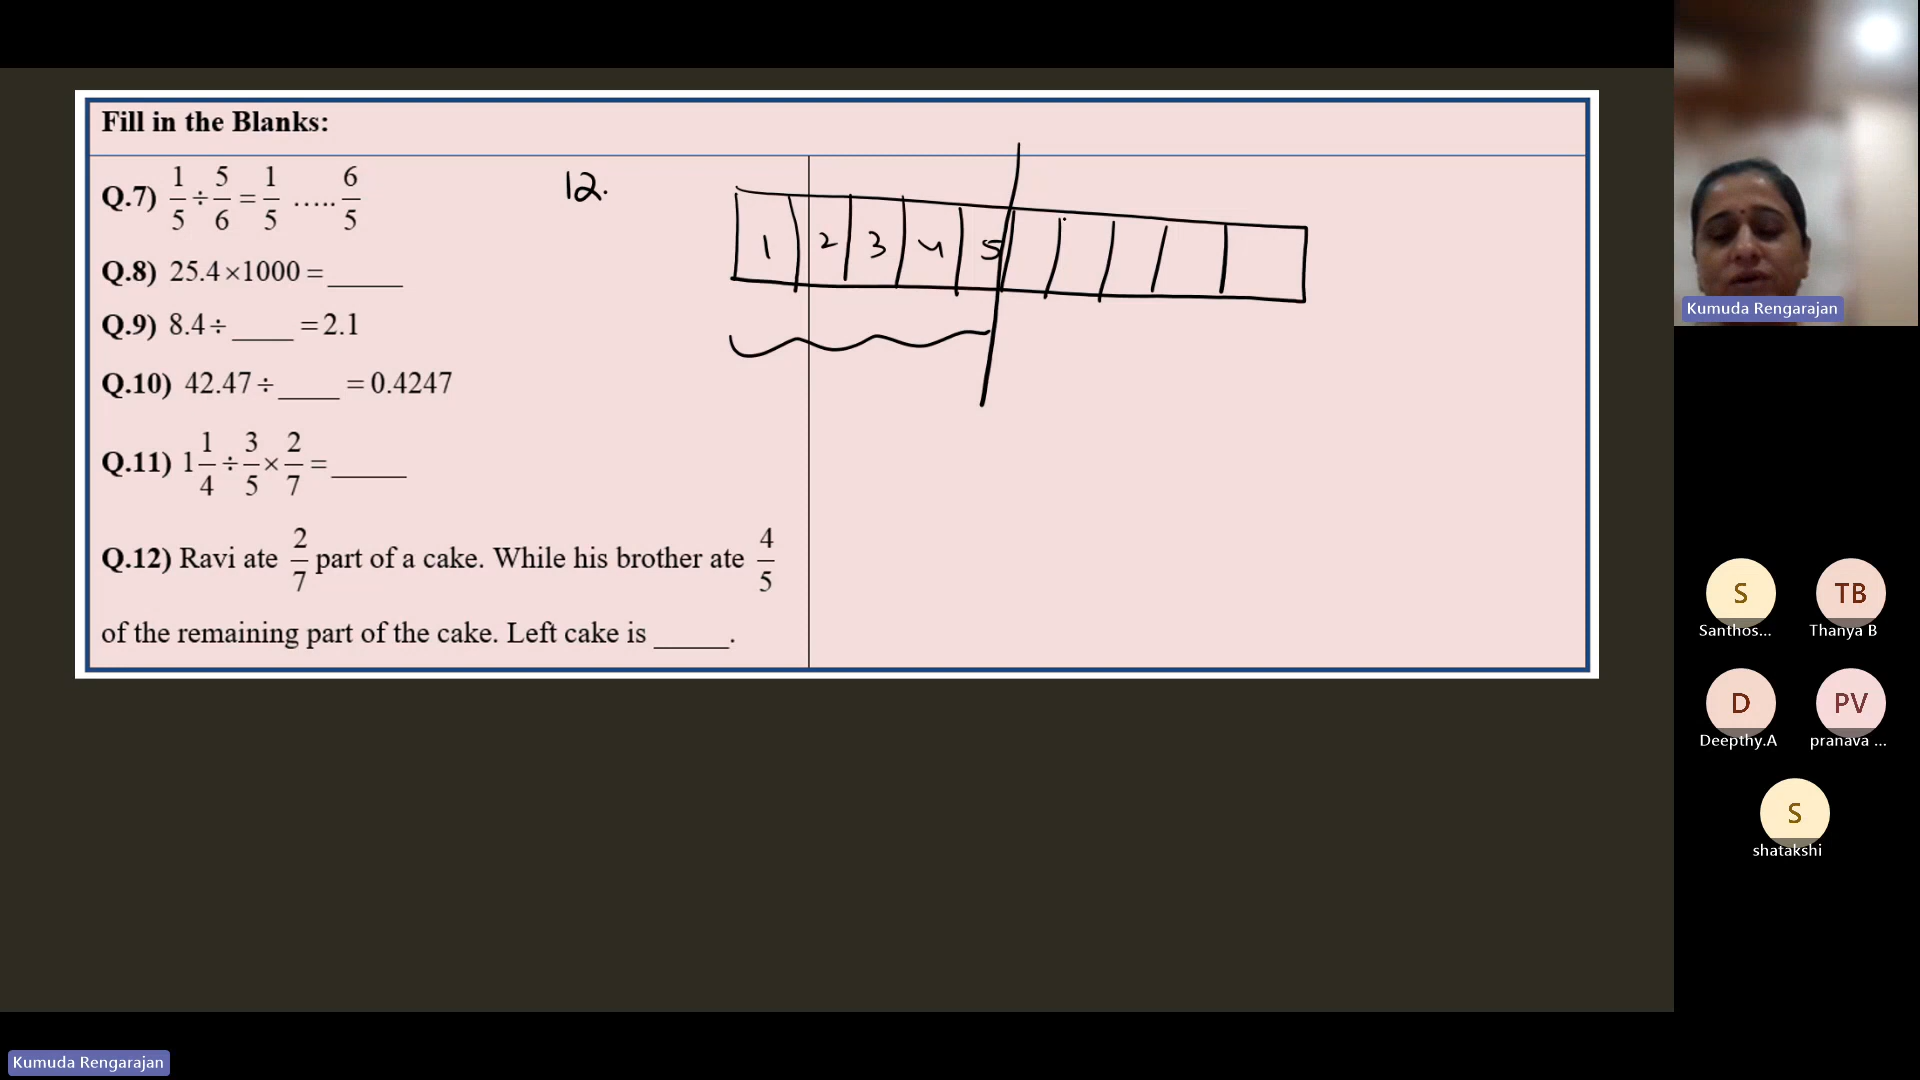 Fill in the Blanks:
Q.7) 1/5 ÷ 5/6 = 1/5 ..... 6/5
12.
Q.8) 25.4 ×1000 = _____
1 2 3 4 5
Q.9) 8.4 ÷ ____ = 2.1
Q.10) 42.47 ÷ ____ = 0.4247
Q.11) 1 1/4 ÷ 3/5 × 2/7 = _____
Q.12) Ravi ate 2/7 part of a cake. While his brother ate 4/5
of the remaining part of the cake. Left cake is _____.
Kumuda Rengarajan
S TB
Santhos... Thanya B
D PV
Deepthy.A pranava ...
S
shatakshi
Kumuda Rengarajan